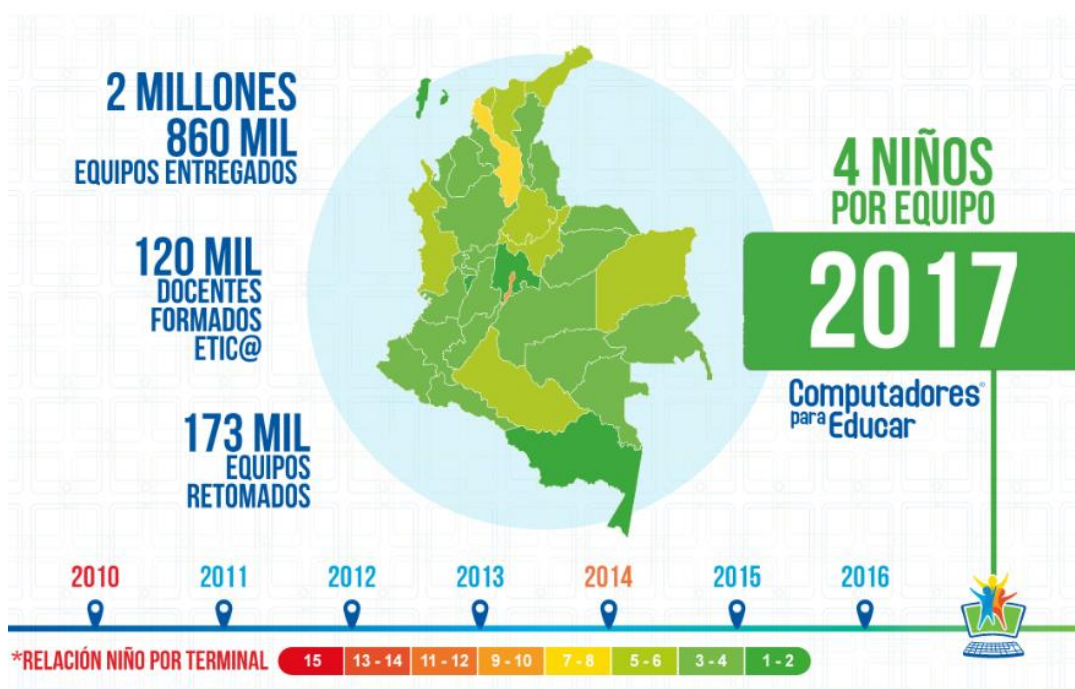 2 MILLONES
860 MIL
EQUIPOS ENTREGADOS
120 MIL
DOCENTES
FORMADOS
ETIC@
173 MIL
EQUIPOS
RETOMADOS
4 NIÑOS
POR EQUIPO
2017
Computadores®
para Educar
2010 2011 2012 2013 2014 2015 2016
*RELACIÓN NIÑO POR TERMINAL 15 13 - 14 11 - 12 9 - 10 7 - 8 5 - 6 3 - 4 1 - 2